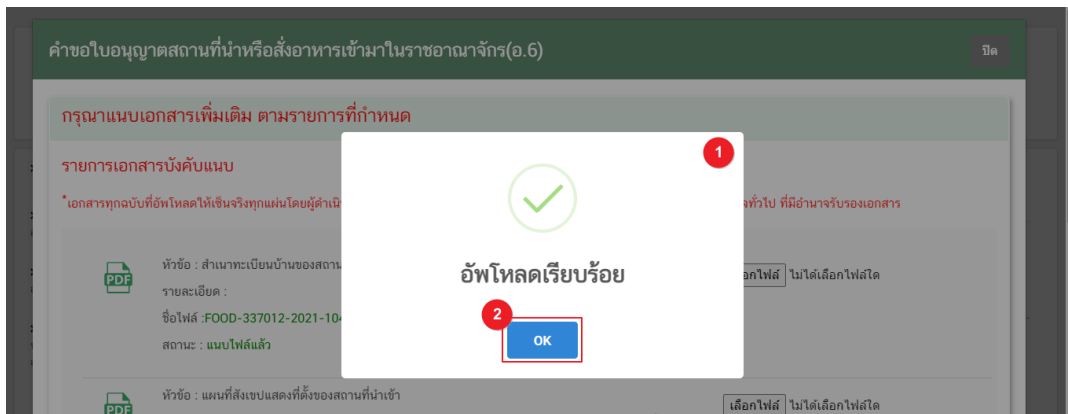 คำขอใบอนุญาตสถานที่นำหรือสั่งอาหารเข้ามาในราชอาณาจักร(อ.6)
ปิด
กรุณาแนบเอกสารเพิ่มเติม ตามรายการที่กำหนด
1
รายการเอกสารบังคับแนบ
*เอกสารทุกฉบับที่อัพโหลดให้เซ็นจริงทุกแผ่นโดยผู้ดำเนิ ทั่วไป ที่มีอำนาจรับรองเอกสาร
PDF
หัวข้อ : สำเนาทะเบียนบ้านของสถาน
อกไฟล์ ไม่ได้เลือกไฟล์ใด
อัพโหลดเรียบร้อย
รายละเอียด :
ชื่อไฟล์ :FOOD-337012-2021-104
2
OK
สถานะ : แนบไฟล์แล้ว
PDF
หัวข้อ : แผนที่สังเขปแสดงที่ตั้งของสถานที่นำเข้า
เลือกไฟล์ ไม่ได้เลือกไฟล์ใด